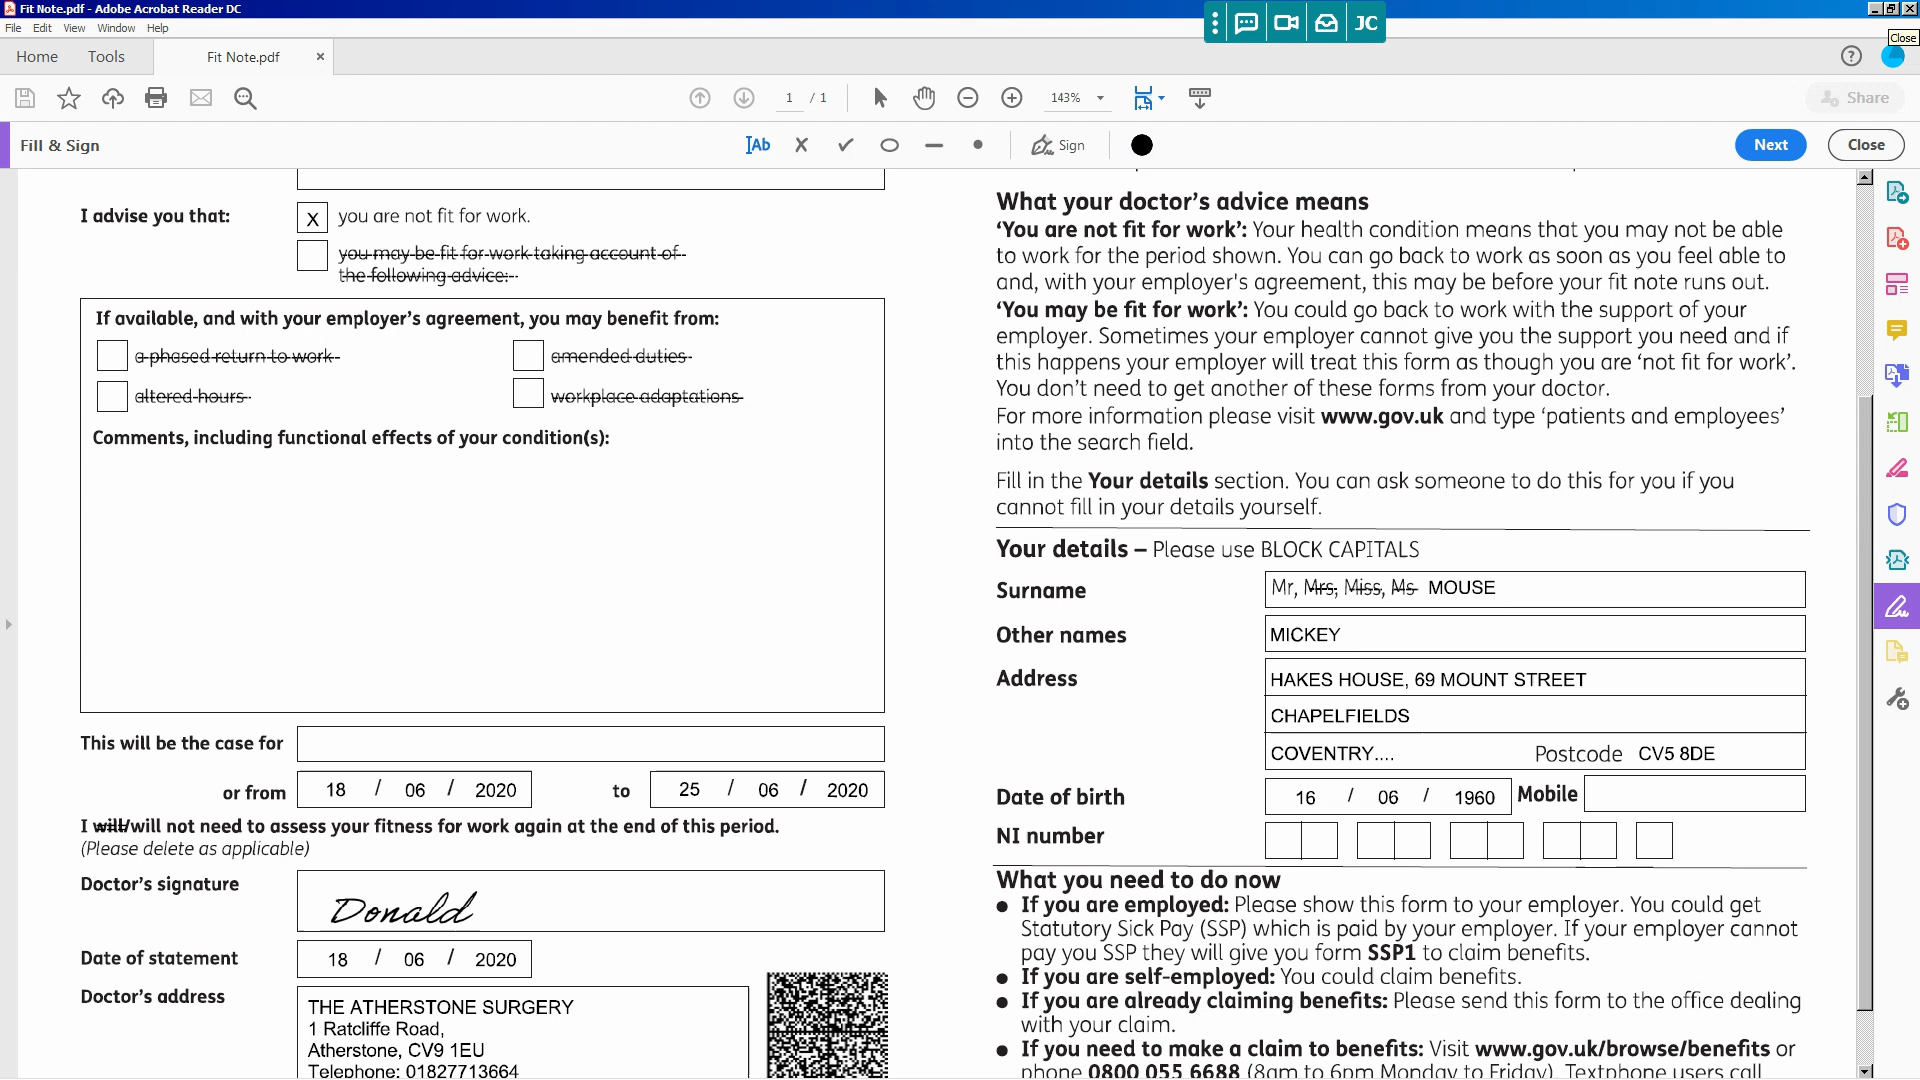 Fit Note.pdf - Adobe Acrobat Reader DC
File Edit View Window Help
JC
Close
Home Tools Fit Note.pdf
1 / 1 143% Share
Fill & Sign Ab Sign Next Close
I advise you that: X you are not fit for work.
you may be fit for work taking account of
the following advice:
If available, and with your employer's agreement, you may benefit from:
a phased return to work amended duties
altered hours workplace adaptations
Comments, including functional effects of your condition(s):
This will be the case for
or from 18 / 06 / 2020 to 25 / 06 / 2020
I will/will not need to assess your fitness for work again at the end of this period.
(Please delete as applicable)
Doctor's signature Donald
Date of statement 18 / 06 / 2020
Doctor's address THE ATHERSTONE SURGERY
1 Ratcliffe Road,
Atherstone, CV9 1EU
Telephone: 01827713664
What your doctor's advice means
‘You are not fit for work’: Your health condition means that you may not be able
to work for the period shown. You can go back to work as soon as you feel able to
and, with your employer's agreement, this may be before your fit note runs out.
‘You may be fit for work’: You could go back to work with the support of your
employer. Sometimes your employer cannot give you the support you need and if
this happens your employer will treat this form as though you are ‘not fit for work’.
You don't need to get another of these forms from your doctor.
For more information please visit www.gov.uk and type ‘patients and employees’
into the search field.
Fill in the Your details section. You can ask someone to do this for you if you
cannot fill in your details yourself.
Your details – Please use BLOCK CAPITALS
Surname Mr, Mrs, Miss, Ms MOUSE
Other names MICKEY
Address HAKES HOUSE, 69 MOUNT STREET
CHAPELFIELDS
COVENTRY.... Postcode CV5 8DE
Date of birth 16 / 06 / 1960 Mobile
NI number
What you need to do now
● If you are employed: Please show this form to your employer. You could get
Statutory Sick Pay (SSP) which is paid by your employer. If your employer cannot
pay you SSP they will give you form SSP1 to claim benefits.
● If you are self-employed: You could claim benefits.
● If you are already claiming benefits: Please send this form to the office dealing
with your claim.
● If you need to make a claim to benefits: Visit www.gov.uk/browse/benefits or
phone 0800 055 6688 (8am to 6pm Monday to Friday). Textphone users call